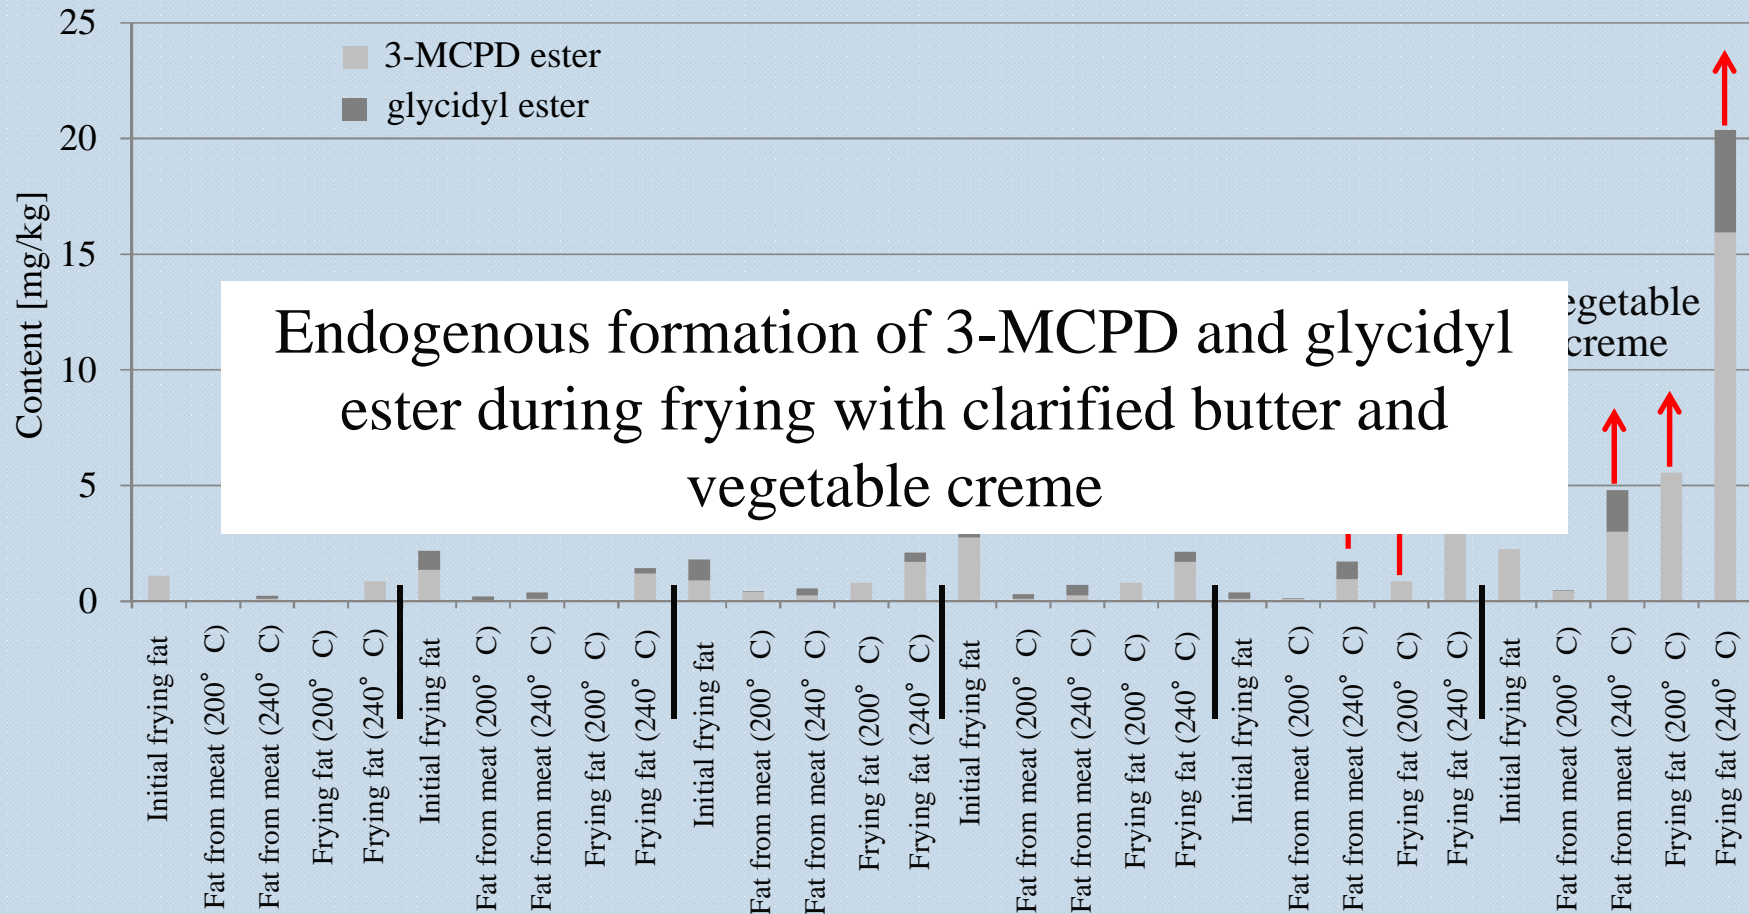 25
20
15
10
5
0
Content [mg/kg]
3-MCPD ester
glycidyl ester
egetable
creme
Endogenous formation of 3-MCPD and glycidyl
ester during frying with clarified butter and
vegetable creme
Initial frying fat
Fat from meat (200° C)
Fat from meat (240° C)
Frying fat (200° C)
Frying fat (240° C)
Initial frying fat
Fat from meat (200° C)
Fat from meat (240° C)
Frying fat (200° C)
Frying fat (240° C)
Initial frying fat
Fat from meat (200° C)
Fat from meat (240° C)
Frying fat (200° C)
Frying fat (240° C)
Initial frying fat
Fat from meat (200° C)
Fat from meat (240° C)
Frying fat (200° C)
Frying fat (240° C)
Initial frying fat
Fat from meat (200° C)
Fat from meat (240° C)
Frying fat (200° C)
Frying fat (240° C)
Initial frying fat
Fat from meat (200° C)
Fat from meat (240° C)
Frying fat (200° C)
Frying fat (240° C)